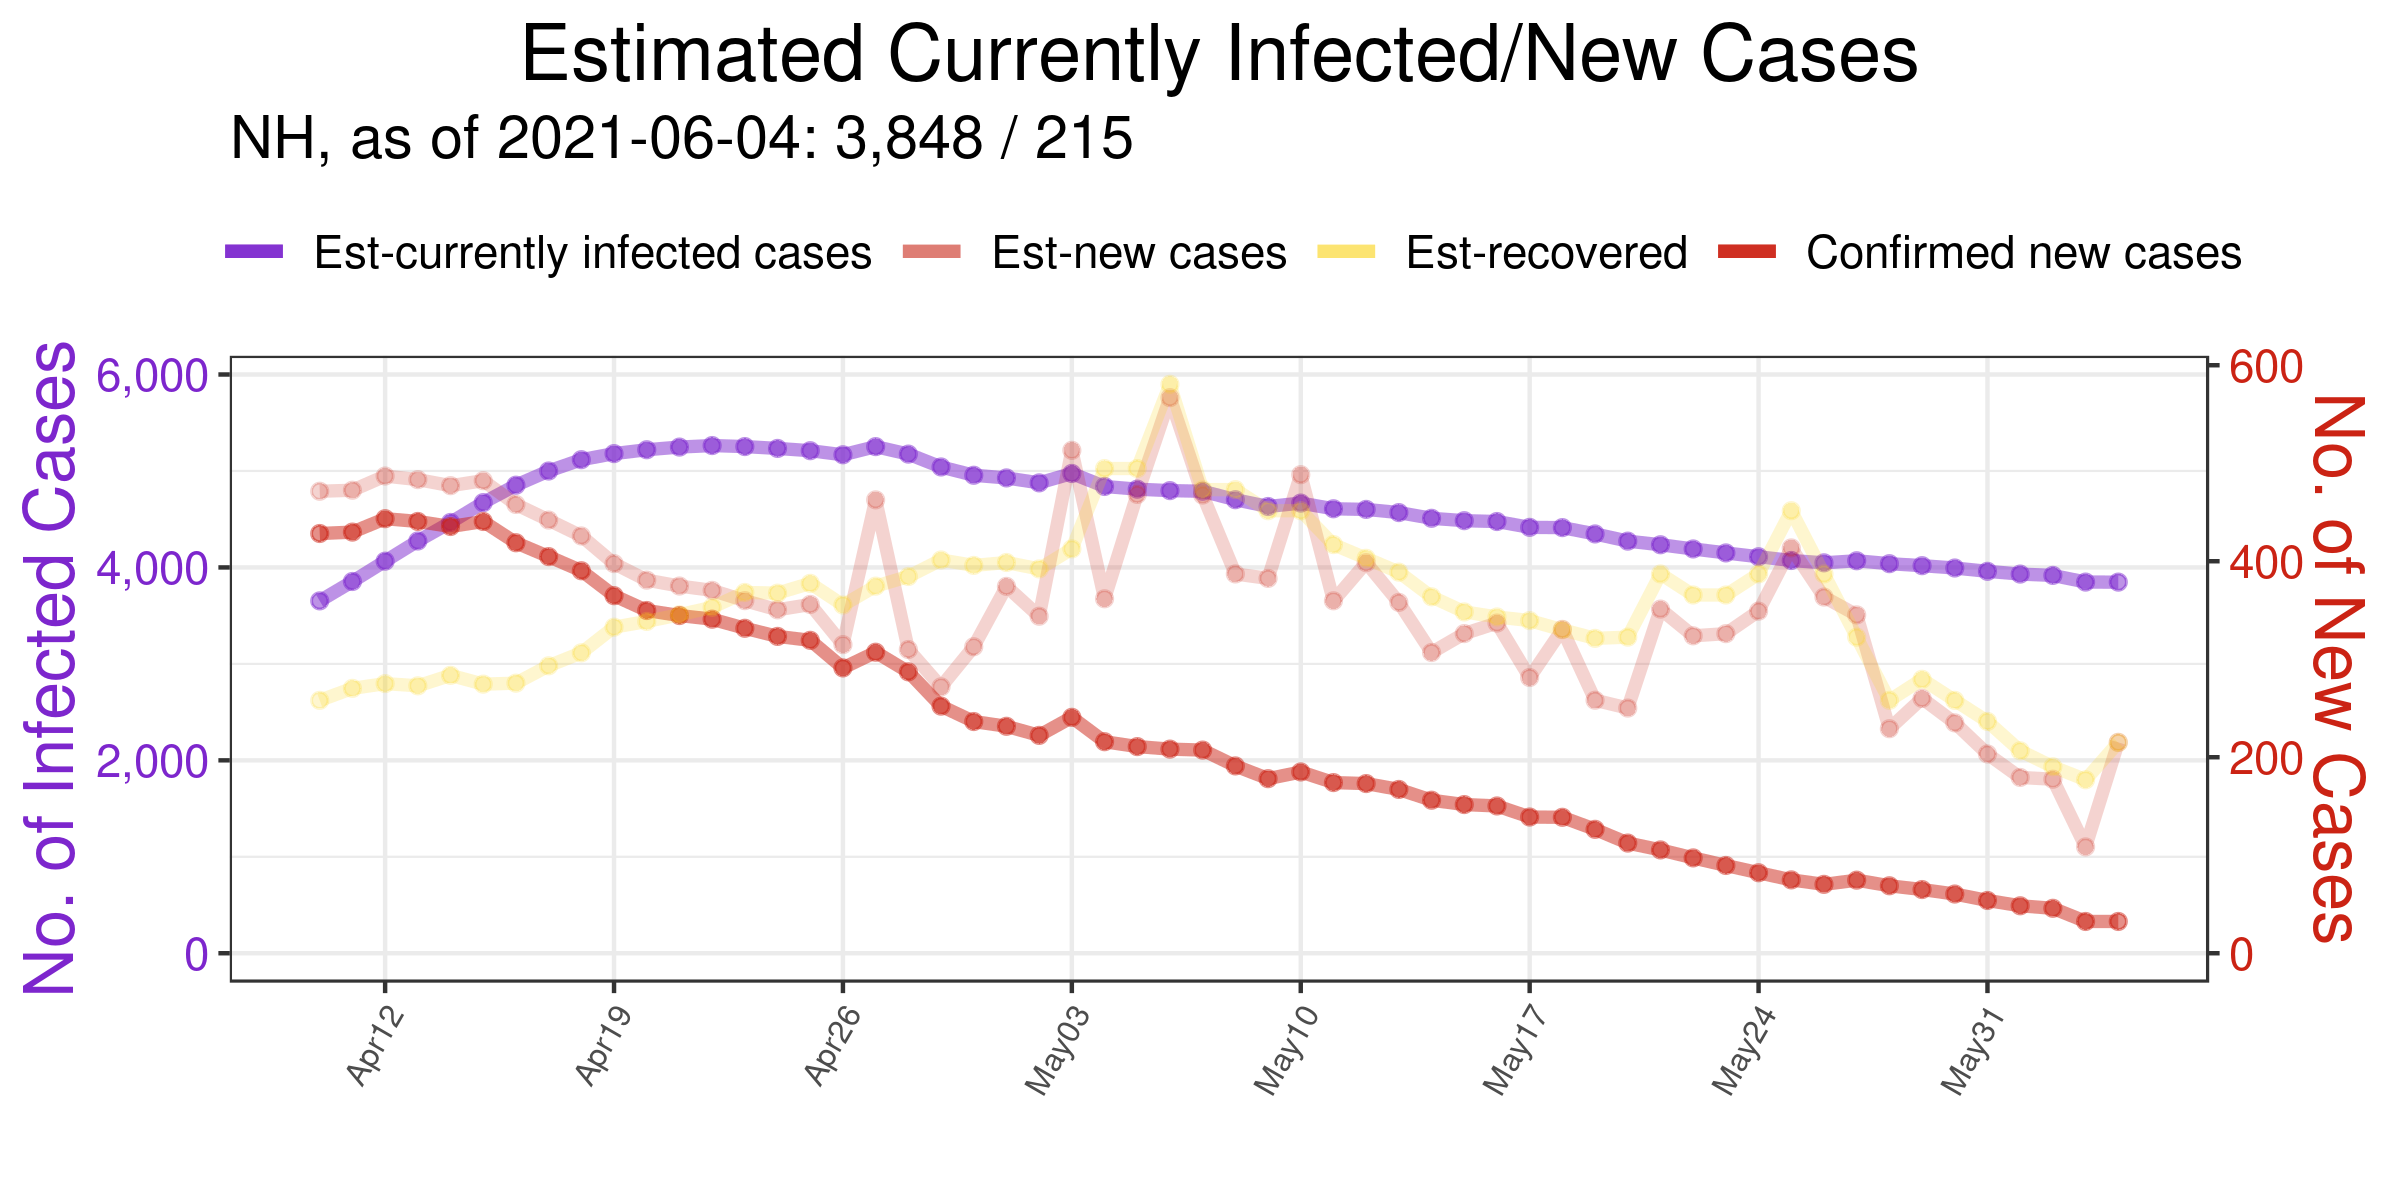 Estimated Currently Infected/New Cases
NH, as of 2021-06-04: 3,848 / 215
Est-currently infected cases Est-new cases Est-recovered Confirmed new cases
No. of Infected Cases
6,000
4,000
2,000
0
600
400
200
0
No. of New Cases
Apr12 Apr19 Apr26 May03 May10 May17 May24 May31